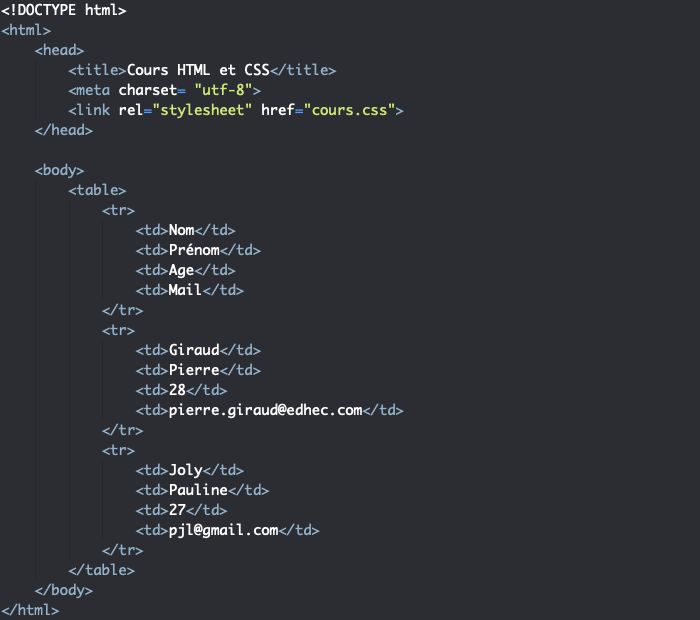 <!DOCTYPE html>
<html>
    <head>
        <title>Cours HTML et CSS</title>
        <meta charset= "utf-8">
        <link rel="stylesheet" href="cours.css">
    </head>

    <body>
        <table>
            <tr>
                <td>Nom</td>
                <td>Prénom</td>
                <td>Age</td>
                <td>Mail</td>
            </tr>
            <tr>
                <td>Giraud</td>
                <td>Pierre</td>
                <td>28</td>
                <td>pierre.giraud@edhec.com</td>
            </tr>
            <tr>
                <td>Joly</td>
                <td>Pauline</td>
                <td>27</td>
                <td>pjl@gmail.com</td>
            </tr>
        </table>
    </body>
</html>